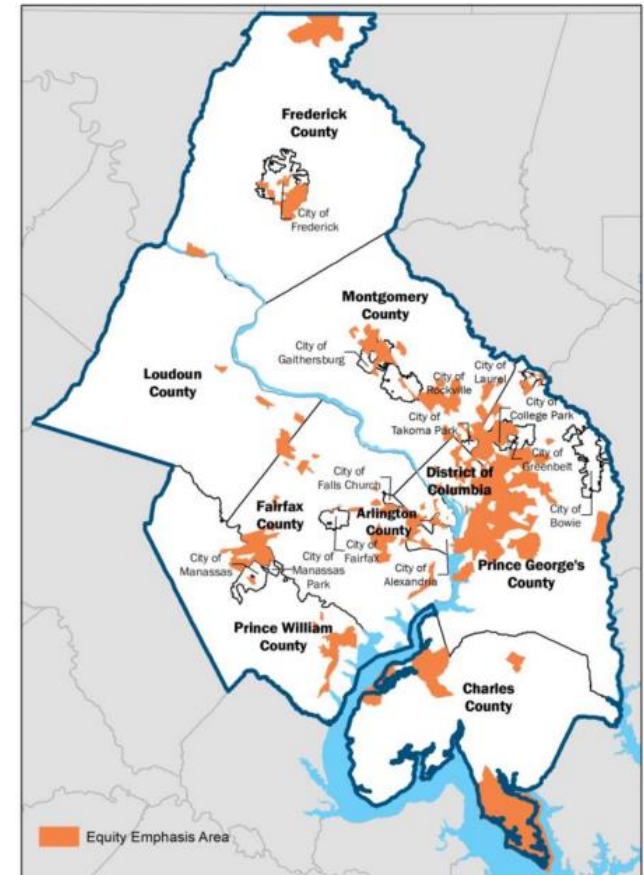 Frederick
County
City of
Frederick
Montgomery
County
City of
Gaithersburg
City of
Rockville
City of
Laurel
Loudoun
County
City of
Takoma Park
City of
College Park
City of
Greenbelt
District of
Columbia
City of
Falls Church
Fairfax
County
Arlington
County
City of
Bowie
City of
Manassas
City of
Manassas
Park
City of
Fairfax
City of
Alexandria
Prince George's
County
Prince William
County
Charles
County
Equity Emphasis Area